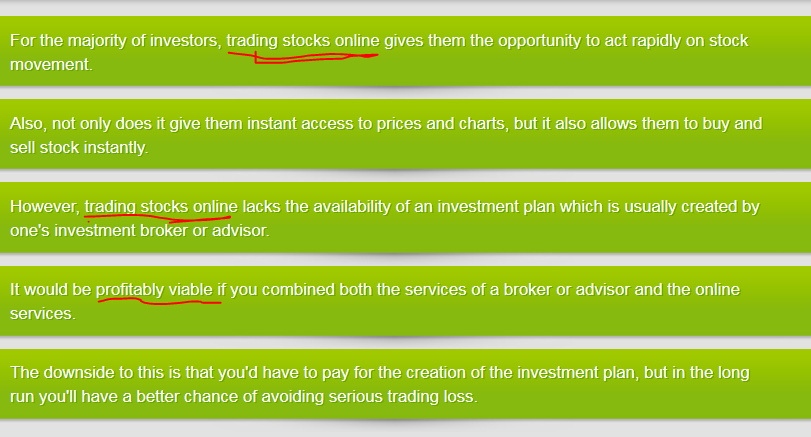 For the majority of investors, trading stocks online gives them the opportunity to act rapidly on stock
movement.
Also, not only does it give them instant access to prices and charts, but it also allows them to buy and
sell stock instantly.
However, trading stocks online lacks the availability of an investment plan which is usually created by
one's investment broker or advisor.
It would be profitably viable if you combined both the services of a broker or advisor and the online
services.
The downside to this is that you'd have to pay for the creation of the investment plan, but in the long
run you'll have a better chance of avoiding serious trading loss.